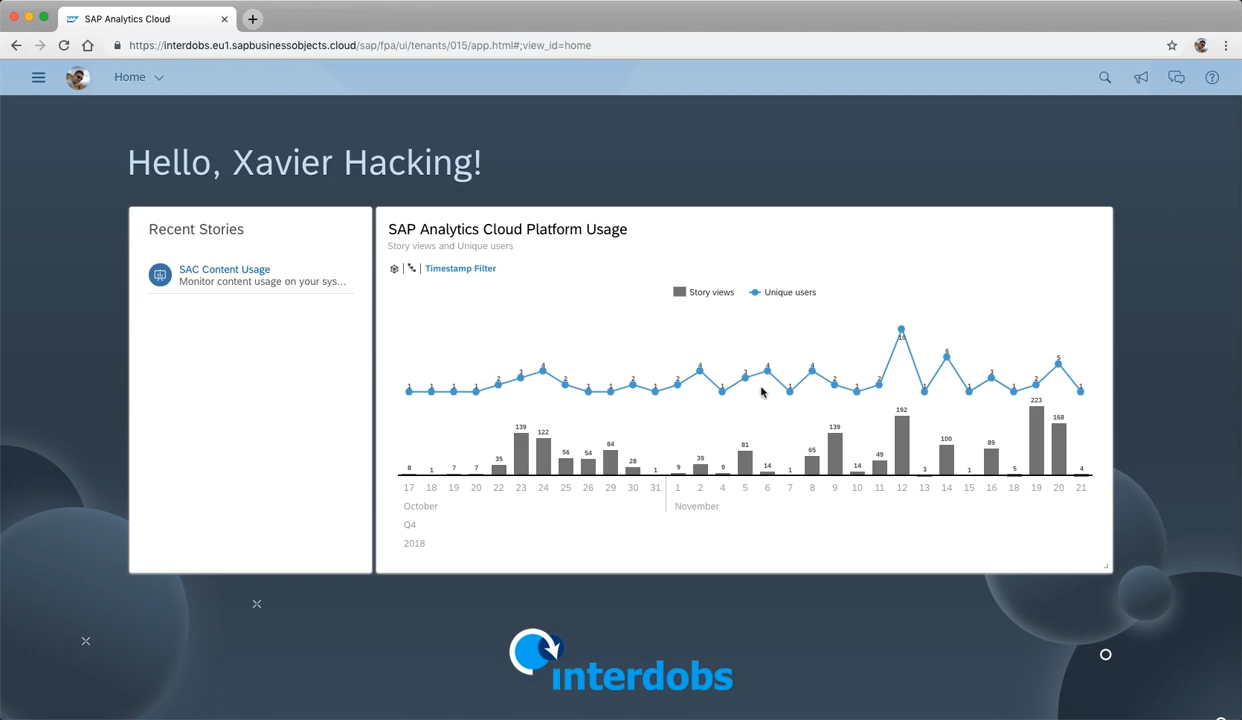 SAP Analytics Cloud
https://interdobs.eu1.sapbusinessobjects.cloud/sap/fpa/ui/tenants/015/app.html#;view_id=home
Home
Hello, Xavier Hacking!
Recent Stories
SAC Content Usage
Monitor content usage on your sys...
SAP Analytics Cloud Platform Usage
Story views and Unique users
Timestamp Filter
Story views Unique users
1 1 1 1 2 3 4 2 1 1 2 1 2 4 1 3 4 1 4 2 1 2 10 1 6 1 3 1 2 5 1
8 1 7 7 35 139 122 56 54 84 28 1 9 39 9 81 14 1 65 139 14 49 192 3 100 1 89 5 223 168 4
17 18 19 20 22 23 24 25 26 29 30 31 1 2 4 5 6 7 8 9 10 11 12 13 14 15 16 18 19 20 21
October November
Q4
2018
interdobs